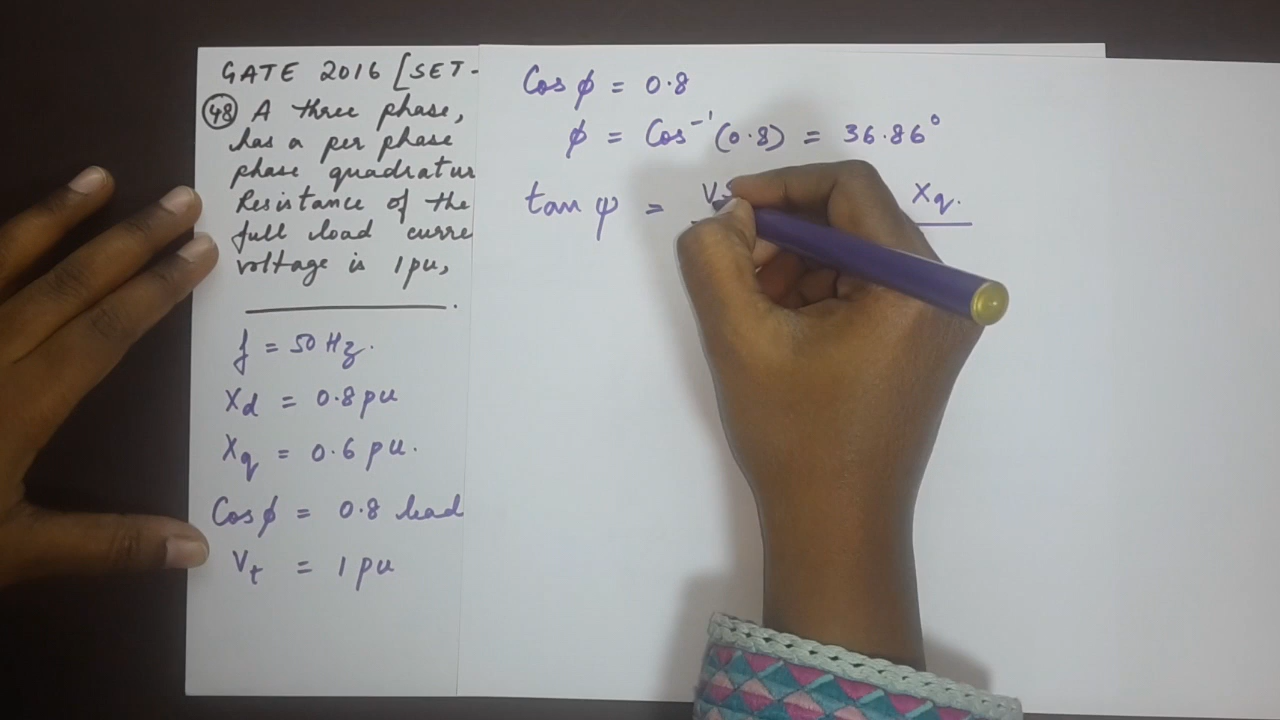 GATE 2016 [SET-
48 A three phase,
has a per phase
phase quadratu
Resistance of the
full load curre
voltage is 1pu,
f = 50 Hz.
Xd = 0.8 pu
Xq = 0.6 pu.
Cosϕ = 0.8 lead
Vt = 1 pu
Cos ϕ = 0.8
ϕ = Cos⁻¹(0.8) = 36.86°
tan ψ = V Xq.